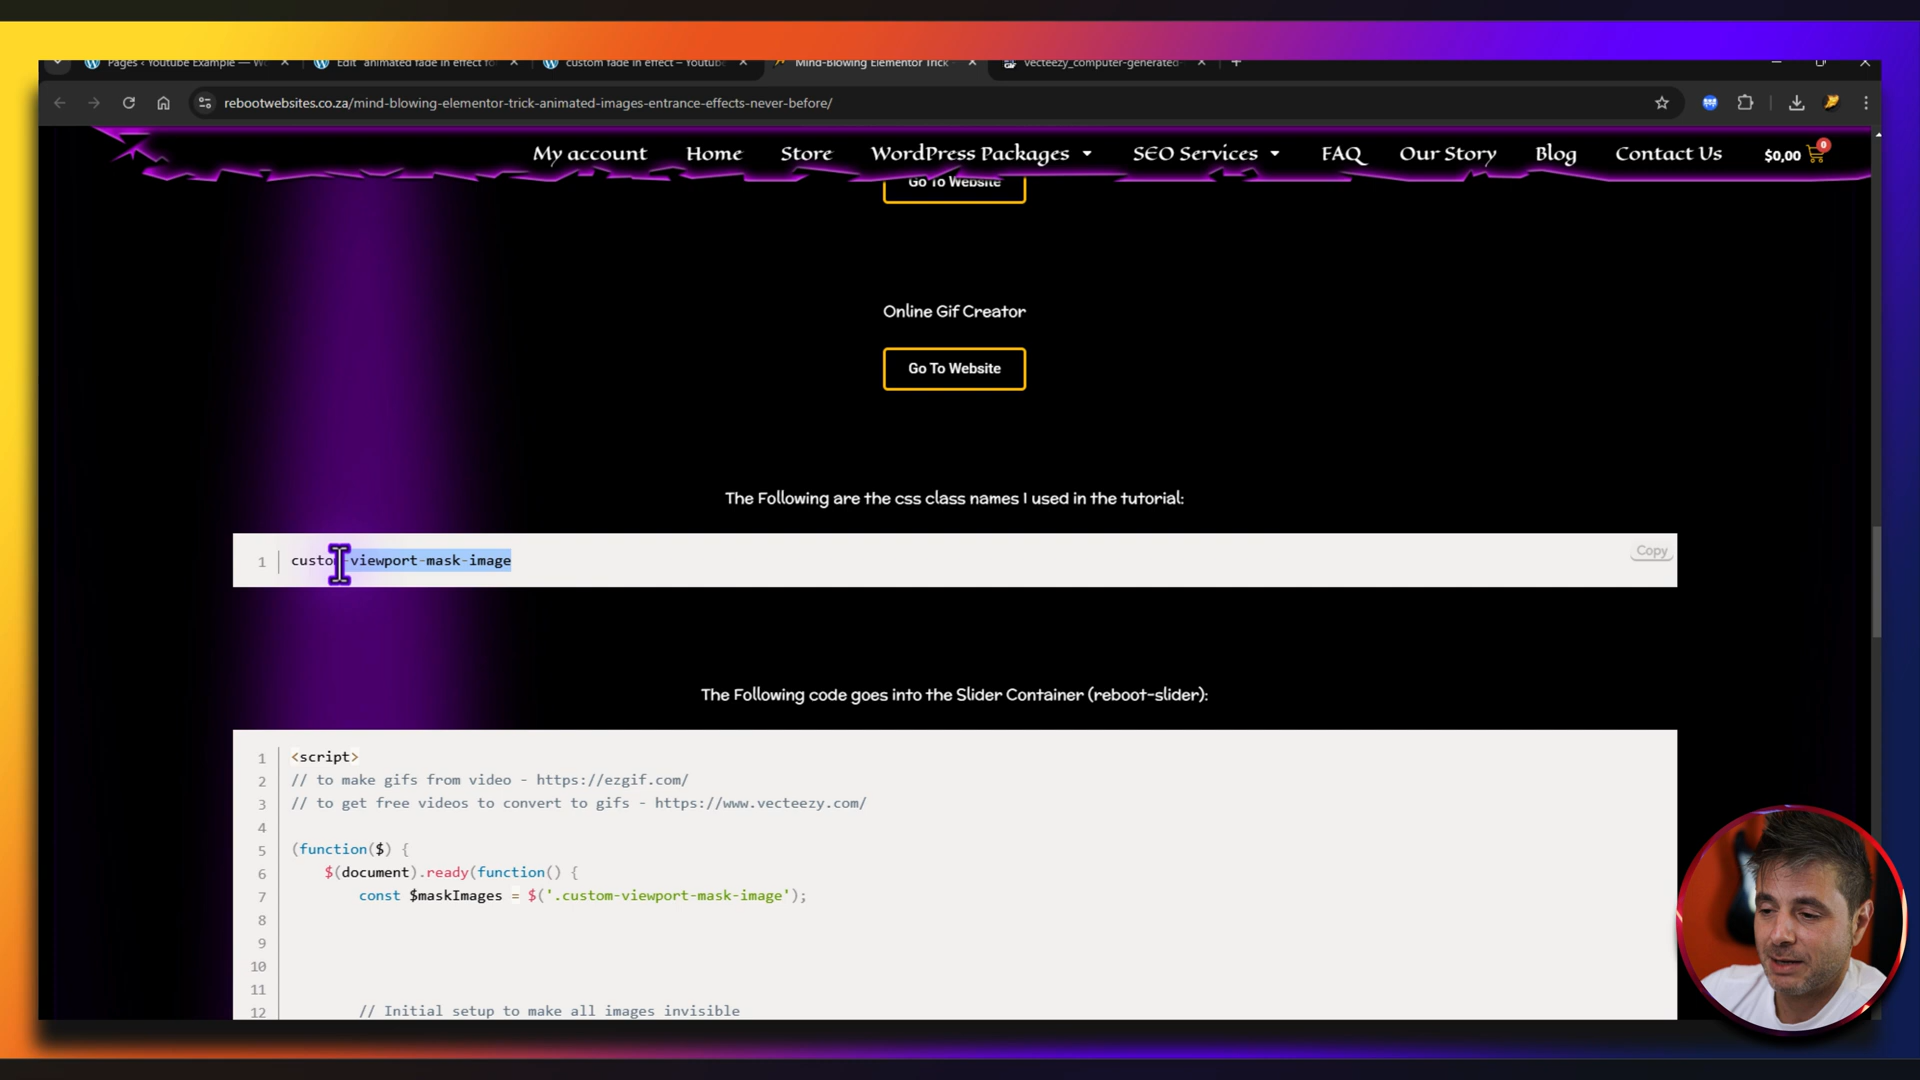 Pages ‹ Youtube Example — W
Edit "animated fade in effect fo
custom fade in effect – Youtub
Mind-Blowing Elementor Trick
vecteezy_computer-generated-
rebootwebsites.co.za/mind-blowing-elementor-trick-animated-images-entrance-effects-never-before/
My account
Home
Store
WordPress Packages
SEO Services
FAQ
Our Story
Blog
Contact Us
$0,00
0
Go To Website
Online Gif Creator
Go To Website
The Following are the css class names I used in the tutorial:
Copy
1 custom-viewport-mask-image
The Following code goes into the Slider Container (reboot-slider):
1 <script>
2 // to make gifs from video - https://ezgif.com/
3 // to get free videos to convert to gifs - https://www.vecteezy.com/
4
5 (function($) {
6 $(document).ready(function() {
7 const $maskImages = $('.custom-viewport-mask-image');
8
9
10
11
12 // Initial setup to make all images invisible